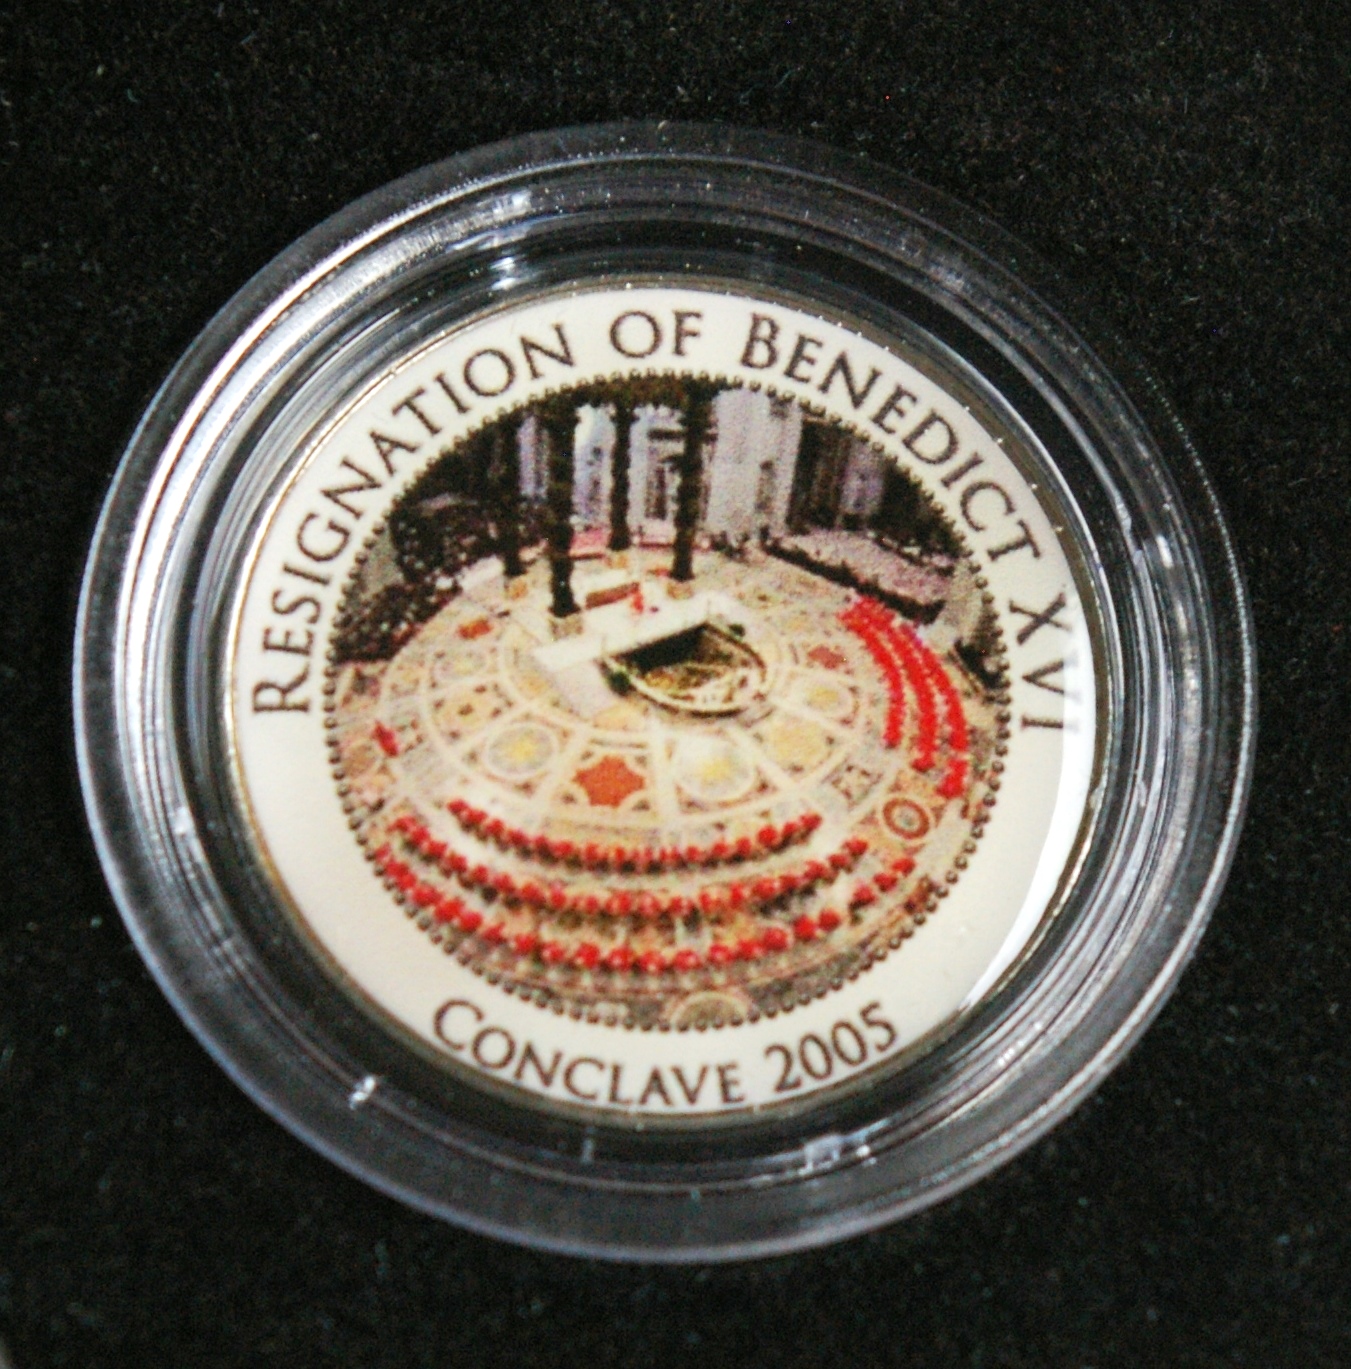 RESIGNATION OF BENEDICT XVI
CONCLAVE 2005